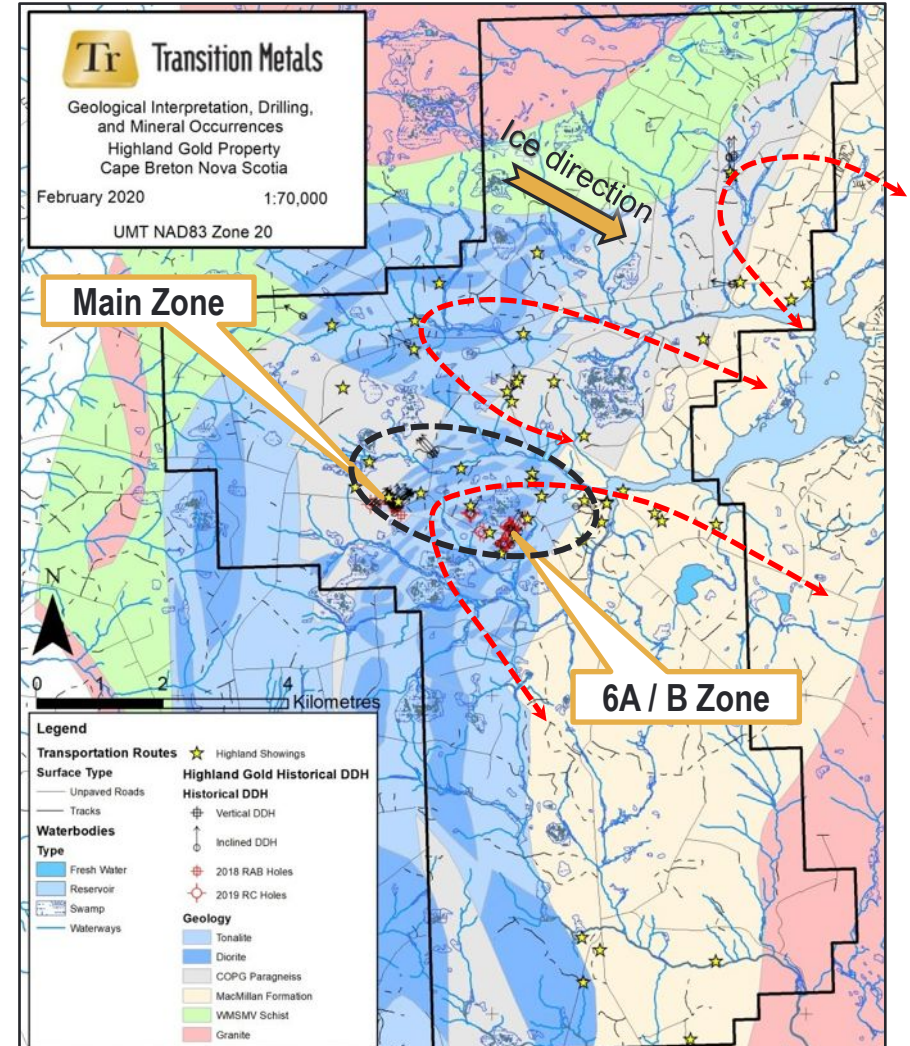 Tr Transition Metals
Geological Interpretation, Drilling,
and Mineral Occurrences
Highland Gold Property
Cape Breton Nova Scotia
February 2020 1:70,000
UMT NAD83 Zone 20
Ice direction
Main Zone
6A / B Zone
N
0 1 2 4
Kilometres
Legend
Transportation Routes
Surface Type
Unpaved Roads
Tracks
Waterbodies
Type
Fresh Water
Reservoir
Swamp
Waterways
Highland Showings
Highland Gold Historical DDH
Historical DDH
Vertical DDH
Inclined DDH
2018 RAB Holes
2019 RC Holes
Geology
Tonalite
Diorite
COPG Paragneiss
MacMillan Formation
WMSMV Schist
Granite